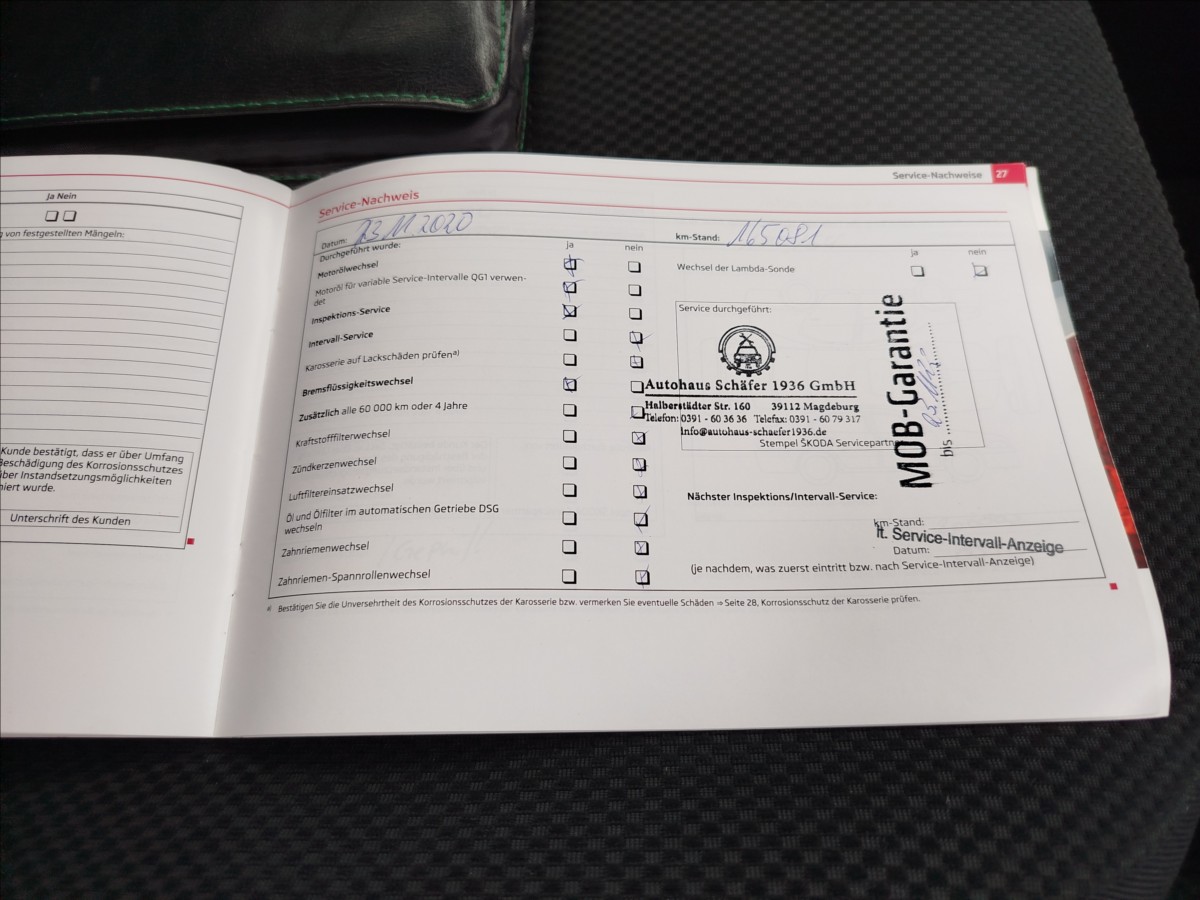 Ja Nein
von festgestellten Mängeln:
Kunde bestätigt, dass er über Umfang
Beschädigung des Korrosionsschutzes
über Instandsetzungsmöglichkeiten
miert wurde.
Unterschrift des Kunden
Service-Nachweise 27
Service-Nachweis
Datum: 23.11.2020
km-Stand: 165081
Durchgeführt wurde:
ja nein
Motorölwechsel
Motoröl für variable Service-Intervalle QG1 verwen-
det
Inspektions-Service
Intervall-Service
Karosserie auf Lackschäden prüfen a)
Bremsflüssigkeitswechsel
Zusätzlich alle 60 000 km oder 4 Jahre
Kraftstofffilterwechsel
Zündkerzenwechsel
Luftfiltereinsatzwechsel
Öl und Ölfilter im automatischen Getriebe DSG
wechseln
Zahnriemenwechsel
Zahnriemen-Spannrollenwechsel
ja nein
Wechsel der Lambda-Sonde
Service durchgeführt:
Autohaus Schäfer 1936 GmbH
Halberstädter Str. 160 39112 Magdeburg
Telefon: 0391 - 60 36 36 Telefax: 0391 - 60 79 317
Info@autohaus-schaefer1936.de
Stempel ŠKODA Servicepartn
MOB-Garantie
bis
Nächster Inspektions/Intervall-Service:
km-Stand:
lt. Service-Intervall-Anzeige
Datum:
(je nachdem, was zuerst eintritt bzw. nach Service-Intervall-Anzeige)
a) Bestätigen Sie die Unversehrtheit des Korrosionsschutzes der Karosserie bzw. vermerken Sie eventuelle Schäden ⇒ Seite 28, Korrosionsschutz der Karosserie prüfen.